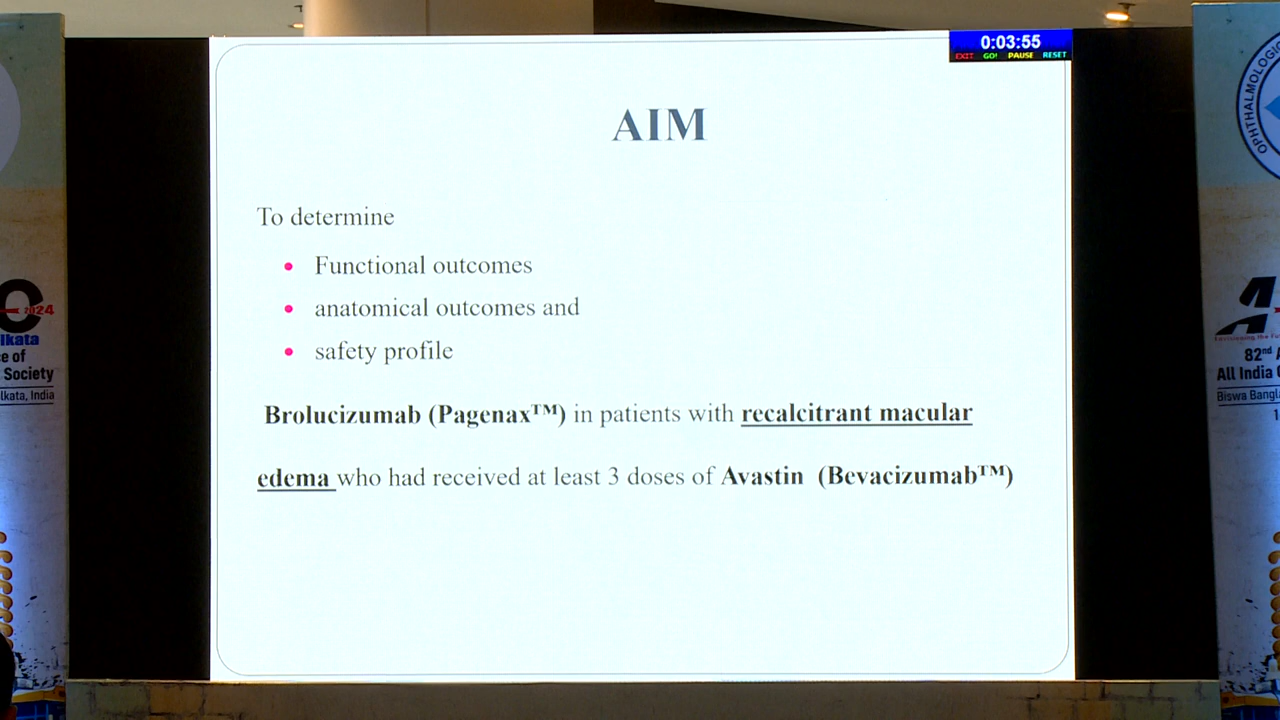 0:03:55
EXIT GO! PAUSE RESET
AIM
To determine
Functional outcomes
anatomical outcomes and
safety profile
Brolucizumab (Pagenax™) in patients with recalcitrant macular
edema who had received at least 3 doses of Avastin (Bevacizumab™)
2024
lkata
e of
Society
lkata, India
OPHTHALMOLOGIC
A
82nd A
All India
Biswa Bangl